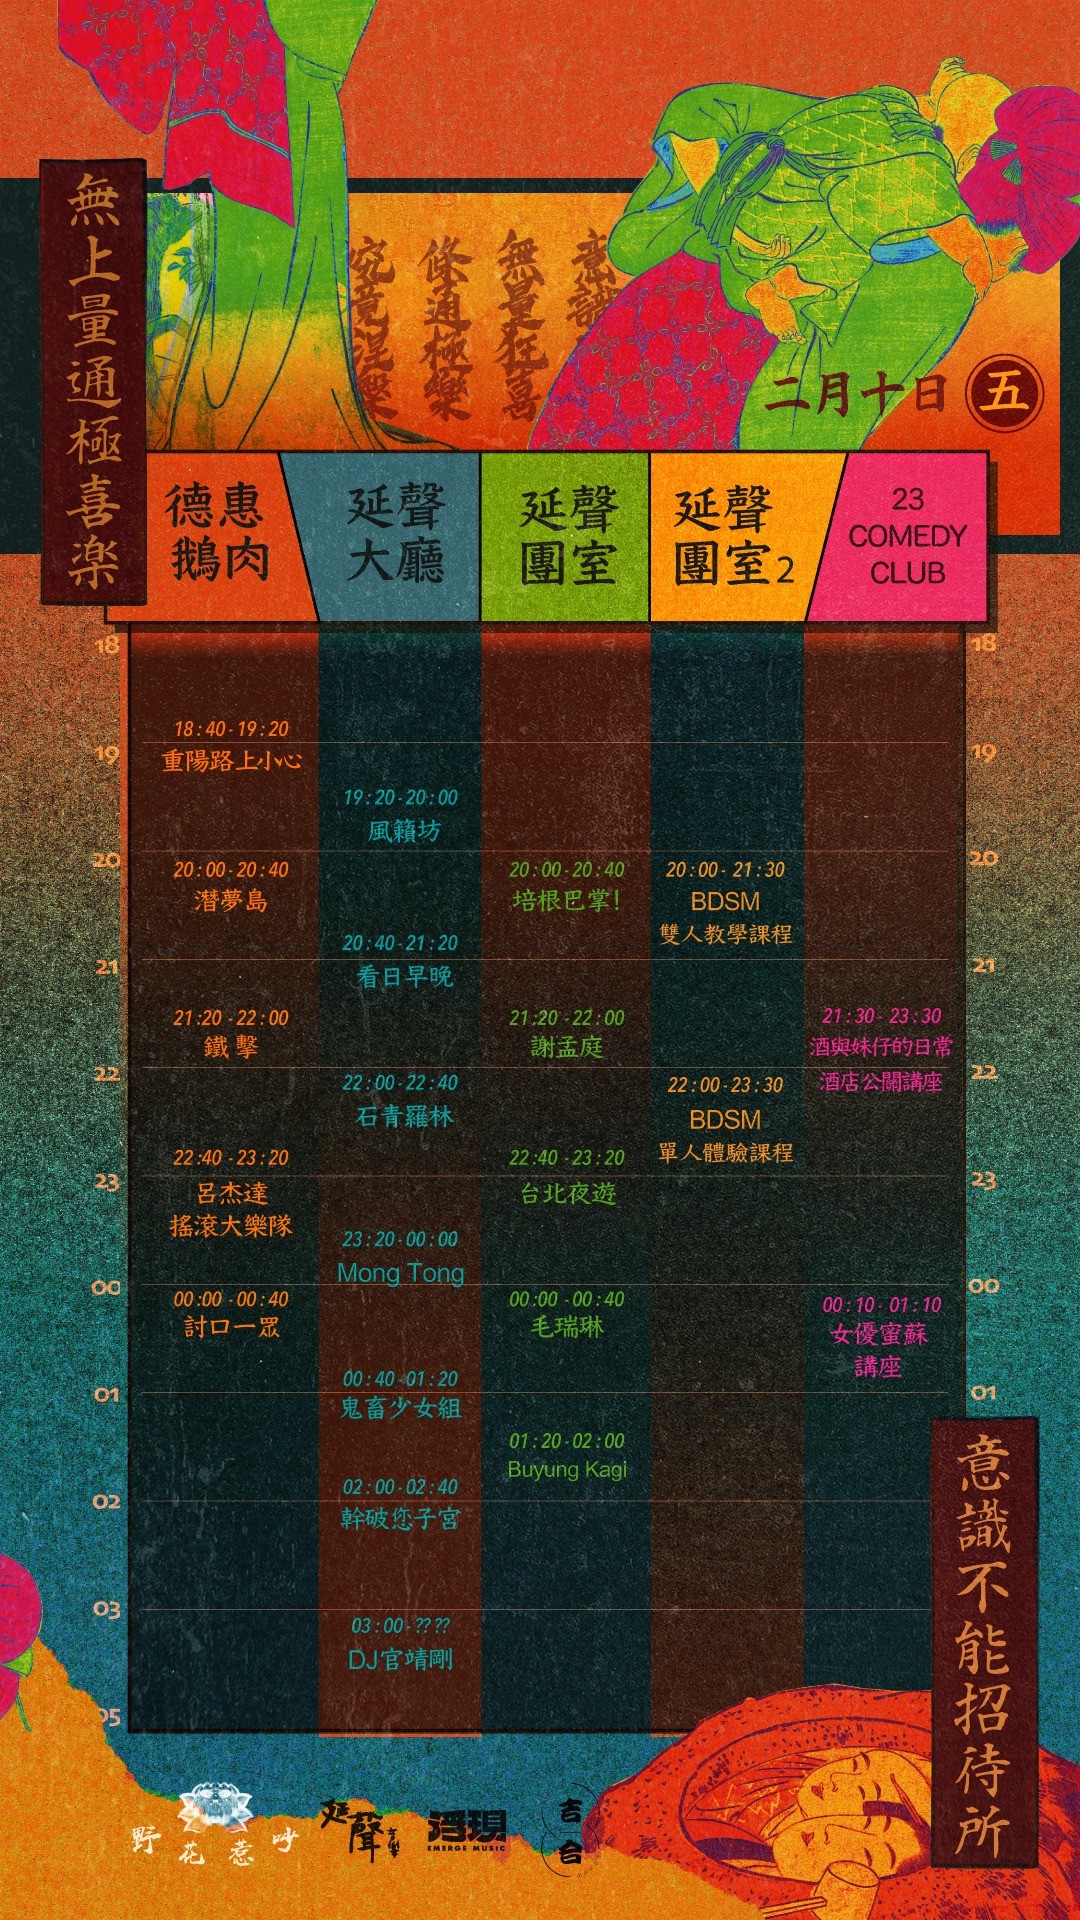 無上量通極喜楽
意識
無量狂喜
條通極樂
究竟涅槃
二月十日 五
德惠鵝肉
延聲大廳
延聲團室
延聲團室2
23 COMEDY CLUB
18
19
20
21
22
23
00
01
02
03
05
18:40-19:20
重陽路上小心
20:00-20:40
潛夢島
21:20-22:00
鐵擊
22:40-23:20
呂杰達
搖滾大樂隊
00:00-00:40
討口一眾
19:20-20:00
風籟坊
20:40-21:20
看日早晚
22:00-22:40
石青羅林
23:20-00:00
Mong Tong
00:40-01:20
鬼畜少女組
02:00-02:40
幹破您子宮
03:00-????
DJ官靖剛
20:00-20:40
培根巴掌!
21:20-22:00
謝孟庭
22:40-23:20
台北夜遊
00:00-00:40
毛瑞琳
01:20-02:00
Buyung Kagi
20:00-21:30
BDSM
雙人教學課程
22:00-23:30
BDSM
單人體驗課程
21:30-23:30
酒與妹仔的日常
酒店公關講座
00:10-01:10
女優蜜蘇
講座
18
19
20
21
22
23
00
01
意識不能招待所
野花惹吵
延聲音樂
浮現
EMERGE MUSIC
吉台